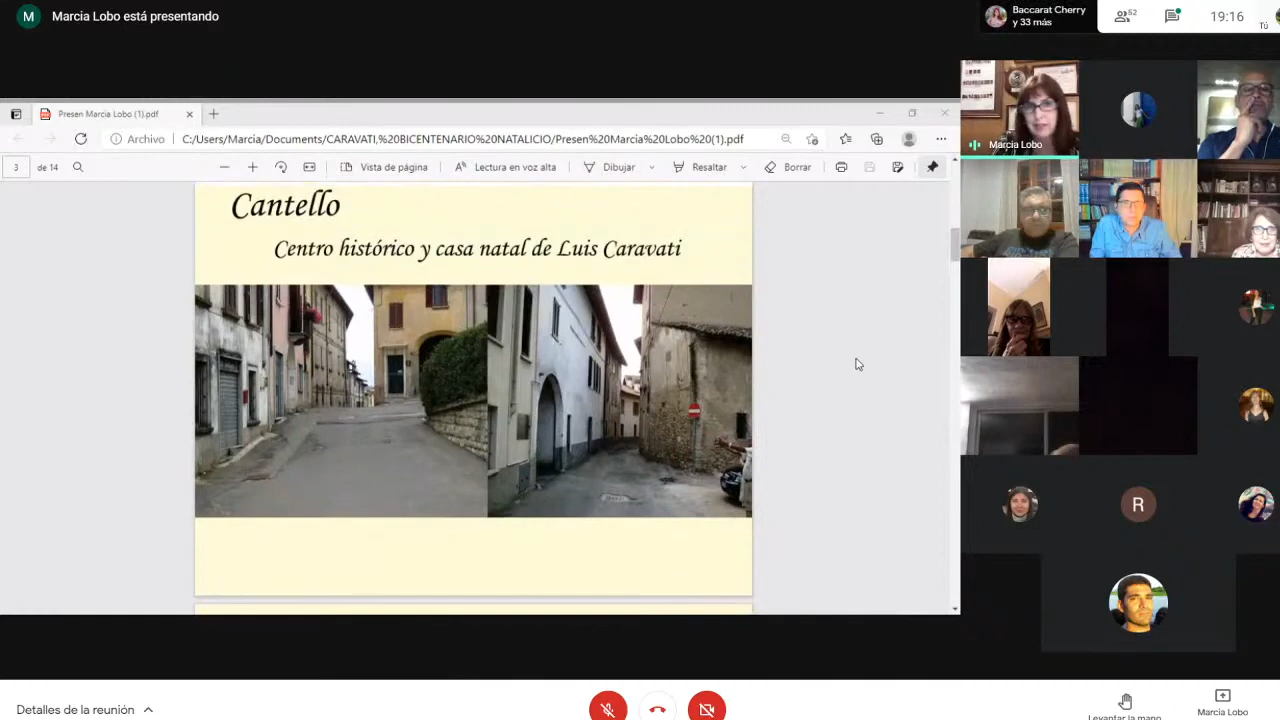 M Marcia Lobo está presentando
Baccarat Cherry
y 33 más
52
19:16
Tú
Presen Marcia Lobo (1).pdf
Archivo
C:/Users/Marcia/Documents/CARAVATI,%20BICENTENARIO%20NATALICIO/Presen%20Marcia%20Lobo%20(1).pdf
3 de 14
Vista de página
Lectura en voz alta
Dibujar
Resaltar
Borrar
Cantello
Centro histórico y casa natal de Luis Caravati
Marcia Lobo
R
Detalles de la reunión
Levantar la mano
Marcia Lobo